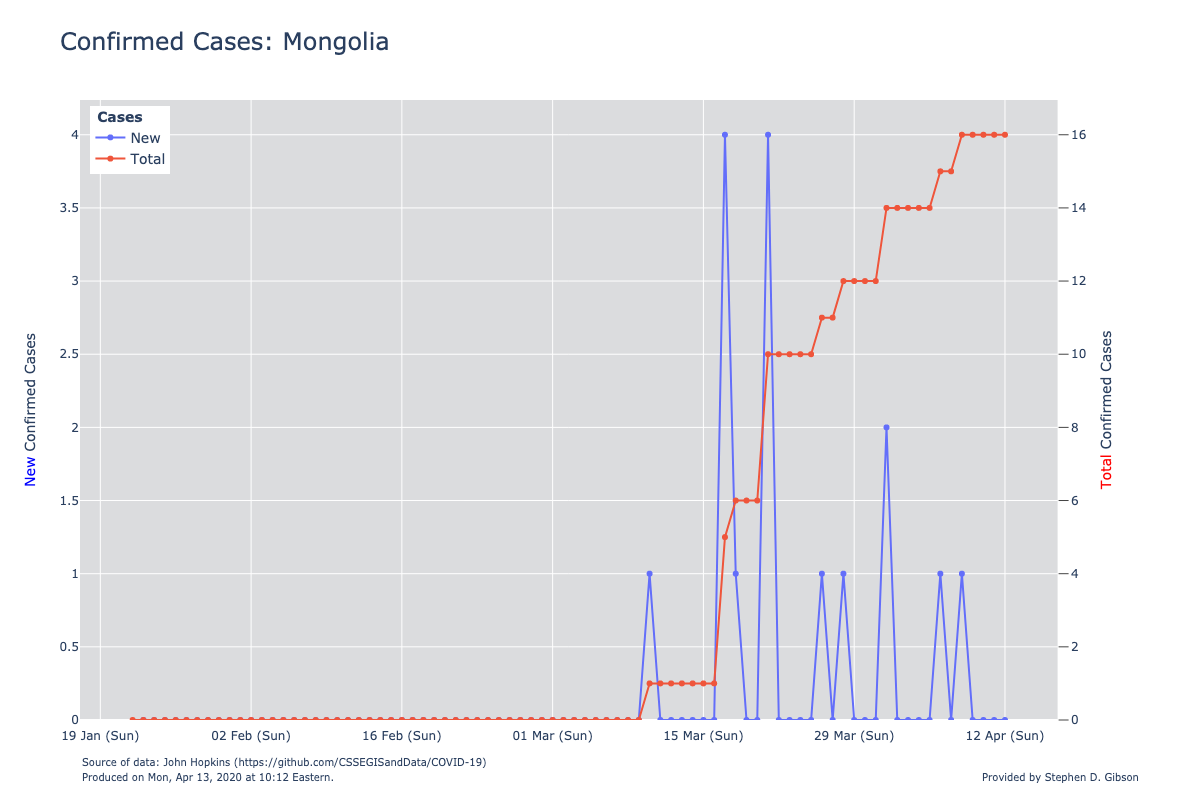 Confirmed Cases: Mongolia
Cases
New
Total
4
3.5
3
2.5
2
1.5
1
0.5
0
New Confirmed Cases
16
14
12
10
8
6
4
2
0
Total Confirmed Cases
19 Jan (Sun) 02 Feb (Sun) 16 Feb (Sun) 01 Mar (Sun) 15 Mar (Sun) 29 Mar (Sun) 12 Apr (Sun)
Source of data: John Hopkins (https://github.com/CSSEGISandData/COVID-19)
Produced on Mon, Apr 13, 2020 at 10:12 Eastern.
Provided by Stephen D. Gibson